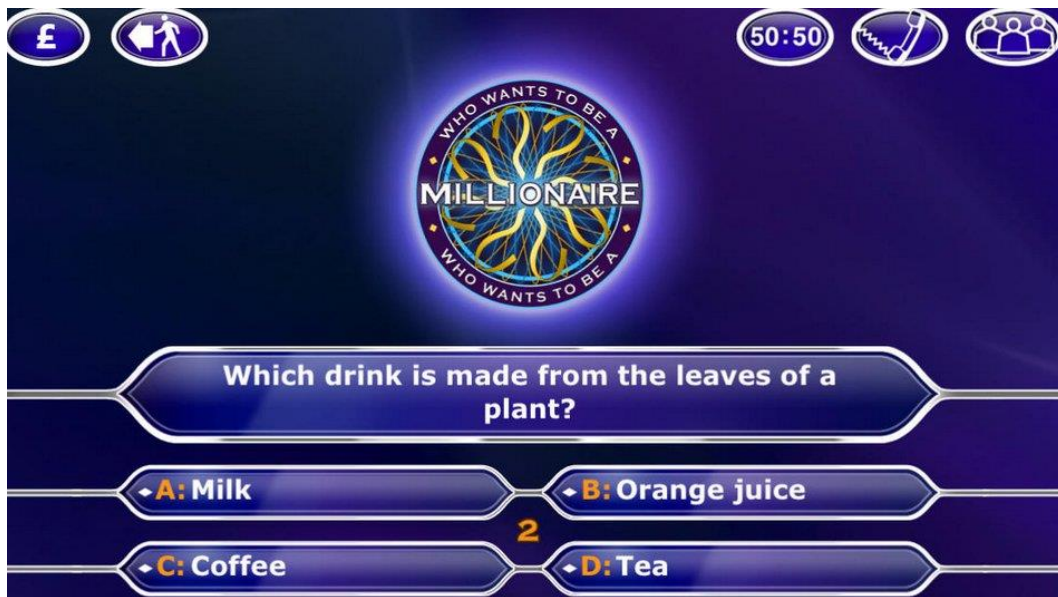 £
50:50
WHO WANTS TO BE A
MILLIONAIRE
WHO WANTS TO BE A
Which drink is made from the leaves of a
plant?
A: Milk
B: Orange juice
2
C: Coffee
D: Tea